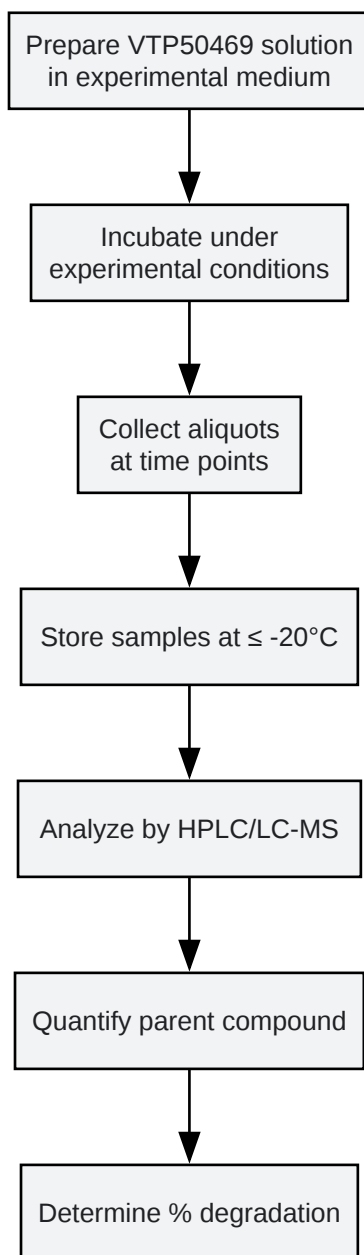 Prepare VTP50469 solution
in experimental medium
Incubate under
experimental conditions
Collect aliquots
at time points
Store samples at ≤ -20°C
Analyze by HPLC/LC-MS
Quantify parent compound
Determine % degradation